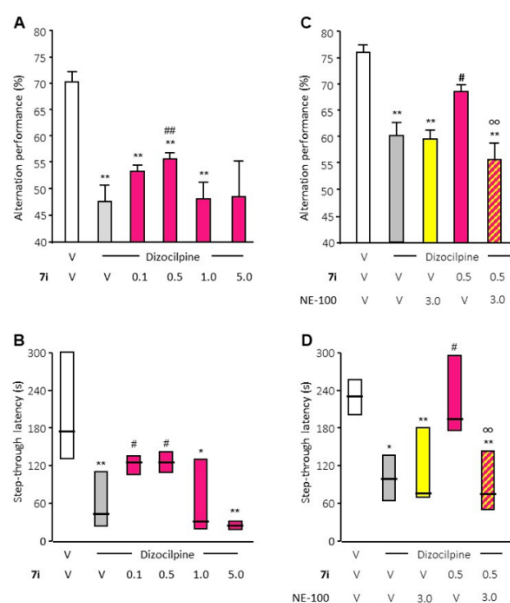 A
Alternation performance (%)
80
75
70
65
60
55
50
45
40
**
**
##
**
**
V
Dizocilpine
7i
V
V
0.1
0.5
1.0
5.0
C
Alternation performance (%)
80
75
70
65
60
55
50
45
40
**
**
#
oo
**
V
Dizocilpine
7i
V
V
V
0.5
0.5
NE-100
V
V
3.0
V
3.0
B
Step-through latency (s)
300
240
180
120
60
0
**
#
#
*
**
V
Dizocilpine
7i
V
V
0.1
0.5
1.0
5.0
D
Step-through latency (s)
300
240
180
120
60
0
*
**
#
oo
**
V
Dizocilpine
7i
V
V
V
0.5
0.5
NE-100
V
V
3.0
V
3.0